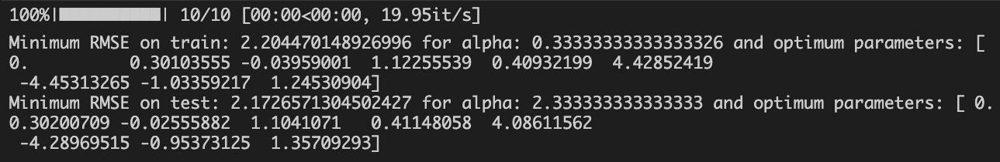 100%|██████████| 10/10 [00:00<00:00, 19.95it/s]
Minimum RMSE on train: 2.204470148926996 for alpha: 0.33333333333333326 and optimum parameters: [
0.          0.30103555 -0.03959001  1.12255539  0.40932199  4.42852419
 -4.45313265 -1.03359217  1.24530904]
Minimum RMSE on test: 2.1726571304502427 for alpha: 2.333333333333333 and optimum parameters: [ 0.
0.30200709 -0.02555882  1.1041071   0.41148058  4.08611562
 -4.28969515 -0.95373125  1.35709293]